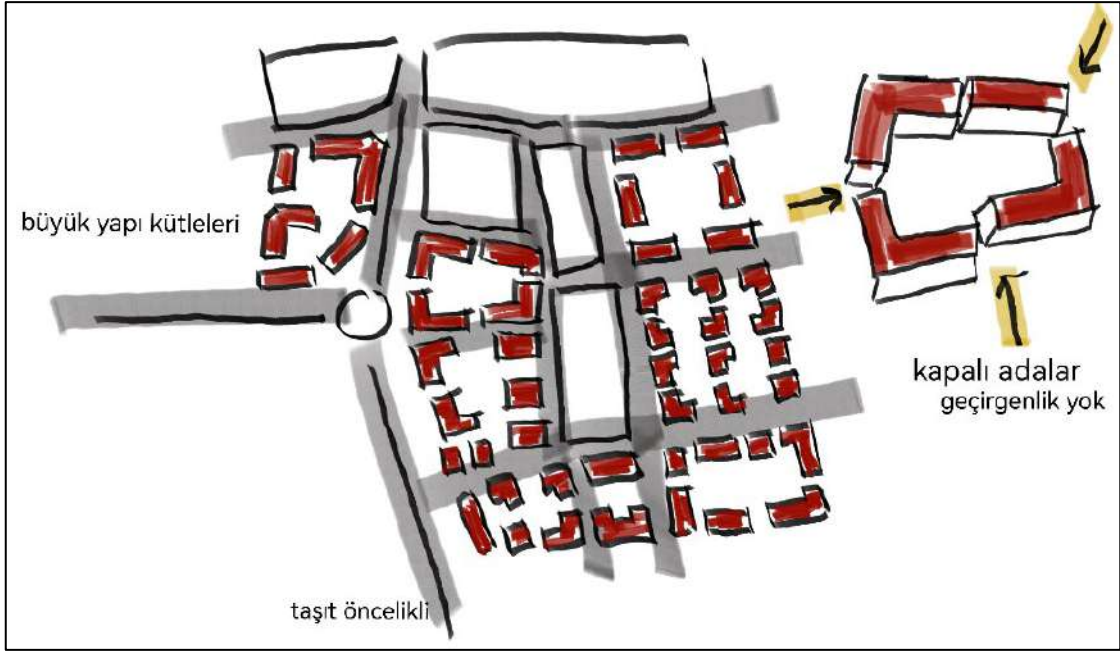 büyük yapı kütleleri
kapalı adalar
geçirgenlik yok
taşıt öncelikli